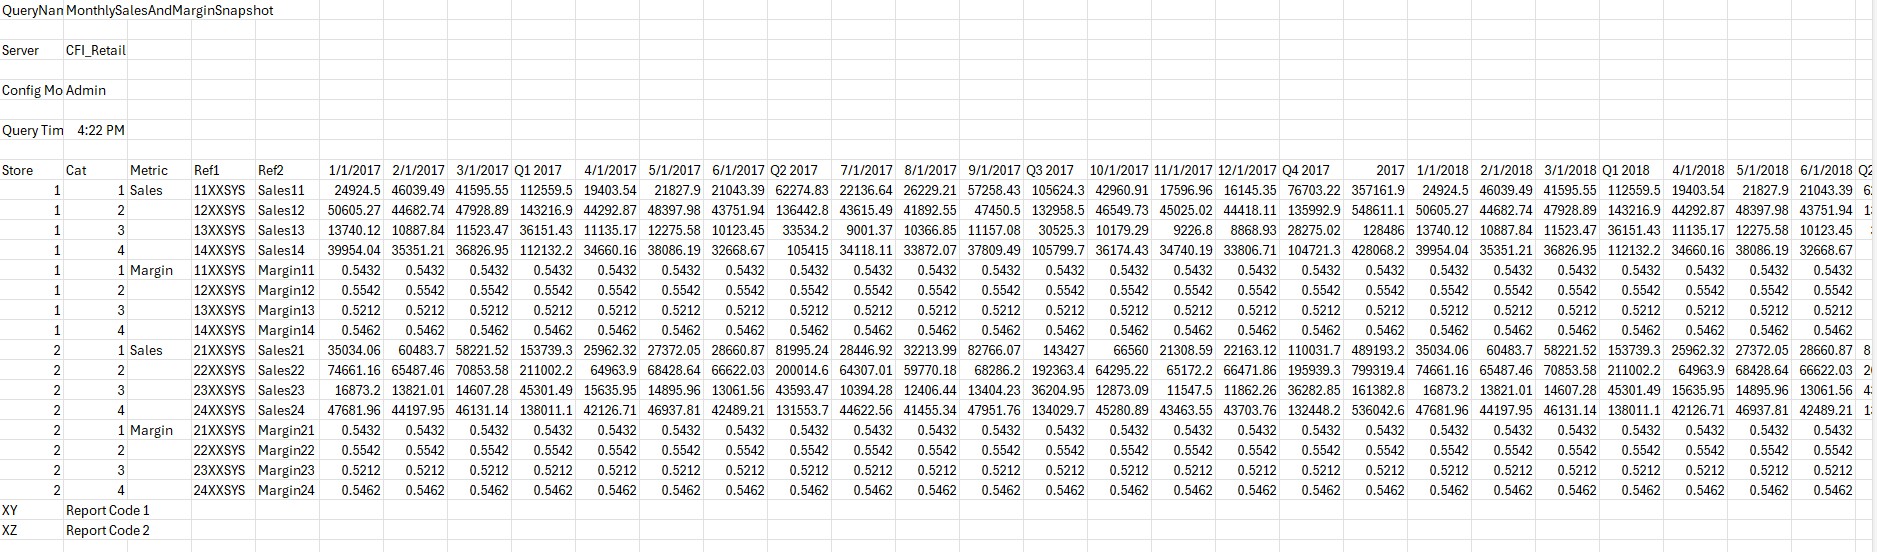 QueryNan MonthlySalesAndMarginSnapshot
Server CFI_Retail
Config Mo Admin
Query Tim 4:22 PM
Store Cat Metric Ref1 Ref2 1/1/2017 2/1/2017 3/1/2017 Q1 2017 4/1/2017 5/1/2017 6/1/2017 Q2 2017 7/1/2017 8/1/2017 9/1/2017 Q3 2017 10/1/2017 11/1/2017 12/1/2017 Q4 2017 2017 1/1/2018 2/1/2018 3/1/2018 Q1 2018 4/1/2018 5/1/2018 6/1/2018 Q2
1 1 Sales 11XXSYS Sales11 24924.5 46039.49 41595.55 112559.5 19403.54 21827.9 21043.39 62274.83 22136.64 26229.21 57258.43 105624.3 42960.91 17596.96 16145.35 76703.22 357161.9 24924.5 46039.49 41595.55 112559.5 19403.54 21827.9 21043.39
1 2 12XXSYS Sales12 50605.27 44682.74 47928.89 143216.9 44292.87 48397.98 43751.94 136442.8 43615.49 41892.55 47450.5 132958.5 46549.73 45025.02 44418.11 135992.9 548611.1 50605.27 44682.74 47928.89 143216.9 44292.87 48397.98 43751.94
1 3 13XXSYS Sales13 13740.12 10887.84 11523.47 36151.43 11135.17 12275.58 10123.45 33534.2 9001.37 10366.85 11157.08 30525.3 10179.29 9226.8 8868.93 28275.02 128486 13740.12 10887.84 11523.47 36151.43 11135.17 12275.58 10123.45
1 4 14XXSYS Sales14 39954.04 35351.21 36826.95 112132.2 34660.16 38086.19 32668.67 105415 34118.11 33872.07 37809.49 105799.7 36174.43 34740.19 33806.71 104721.3 428068.2 39954.04 35351.21 36826.95 112132.2 34660.16 38086.19 32668.67
1 1 Margin 11XXSYS Margin11 0.5432 0.5432 0.5432 0.5432 0.5432 0.5432 0.5432 0.5432 0.5432 0.5432 0.5432 0.5432 0.5432 0.5432 0.5432 0.5432 0.5432 0.5432 0.5432 0.5432 0.5432 0.5432 0.5432 0.5432
1 2 12XXSYS Margin12 0.5542 0.5542 0.5542 0.5542 0.5542 0.5542 0.5542 0.5542 0.5542 0.5542 0.5542 0.5542 0.5542 0.5542 0.5542 0.5542 0.5542 0.5542 0.5542 0.5542 0.5542 0.5542 0.5542 0.5542
1 3 13XXSYS Margin13 0.5212 0.5212 0.5212 0.5212 0.5212 0.5212 0.5212 0.5212 0.5212 0.5212 0.5212 0.5212 0.5212 0.5212 0.5212 0.5212 0.5212 0.5212 0.5212 0.5212 0.5212 0.5212 0.5212 0.5212
1 4 14XXSYS Margin14 0.5462 0.5462 0.5462 0.5462 0.5462 0.5462 0.5462 0.5462 0.5462 0.5462 0.5462 0.5462 0.5462 0.5462 0.5462 0.5462 0.5462 0.5462 0.5462 0.5462 0.5462 0.5462 0.5462 0.5462
2 1 Sales 21XXSYS Sales21 35034.06 60483.7 58221.52 153739.3 25962.32 27372.05 28660.87 81995.24 28446.92 32213.99 82766.07 143427 66560 21308.59 22163.12 110031.7 489193.2 35034.06 60483.7 58221.52 153739.3 25962.32 27372.05 28660.87
2 2 22XXSYS Sales22 74661.16 65487.46 70853.58 211002.2 64963.9 68428.64 66622.03 200014.6 64307.01 59770.18 68286.2 192363.4 64295.22 65172.2 66471.86 195939.3 799319.4 74661.16 65487.46 70853.58 211002.2 64963.9 68428.64 66622.03
2 3 23XXSYS Sales23 16873.2 13821.01 14607.28 45301.49 15635.95 14895.96 13061.56 43593.47 10394.28 12406.44 13404.23 36204.95 12873.09 11547.5 11862.26 36282.85 161382.8 16873.2 13821.01 14607.28 45301.49 15635.95 14895.96 13061.56
2 4 24XXSYS Sales24 47681.96 44197.95 46131.14 138011.1 42126.71 46937.81 42489.21 131553.7 44622.56 41455.34 47951.76 134029.7 45280.89 43463.55 43703.76 132448.2 536042.6 47681.96 44197.95 46131.14 138011.1 42126.71 46937.81 42489.21
2 1 Margin 21XXSYS Margin21 0.5432 0.5432 0.5432 0.5432 0.5432 0.5432 0.5432 0.5432 0.5432 0.5432 0.5432 0.5432 0.5432 0.5432 0.5432 0.5432 0.5432 0.5432 0.5432 0.5432 0.5432 0.5432 0.5432 0.5432
2 2 22XXSYS Margin22 0.5542 0.5542 0.5542 0.5542 0.5542 0.5542 0.5542 0.5542 0.5542 0.5542 0.5542 0.5542 0.5542 0.5542 0.5542 0.5542 0.5542 0.5542 0.5542 0.5542 0.5542 0.5542 0.5542 0.5542
2 3 23XXSYS Margin23 0.5212 0.5212 0.5212 0.5212 0.5212 0.5212 0.5212 0.5212 0.5212 0.5212 0.5212 0.5212 0.5212 0.5212 0.5212 0.5212 0.5212 0.5212 0.5212 0.5212 0.5212 0.5212 0.5212 0.5212
2 4 24XXSYS Margin24 0.5462 0.5462 0.5462 0.5462 0.5462 0.5462 0.5462 0.5462 0.5462 0.5462 0.5462 0.5462 0.5462 0.5462 0.5462 0.5462 0.5462 0.5462 0.5462 0.5462 0.5462 0.5462 0.5462 0.5462
XY Report Code 1
XZ Report Code 2